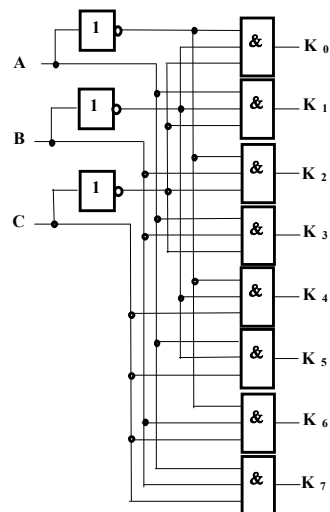 1 & K 0
A
& K 1
1
B
& K 2
1
& K 3
C
& K 4
& K 5
& K 6
& K 7